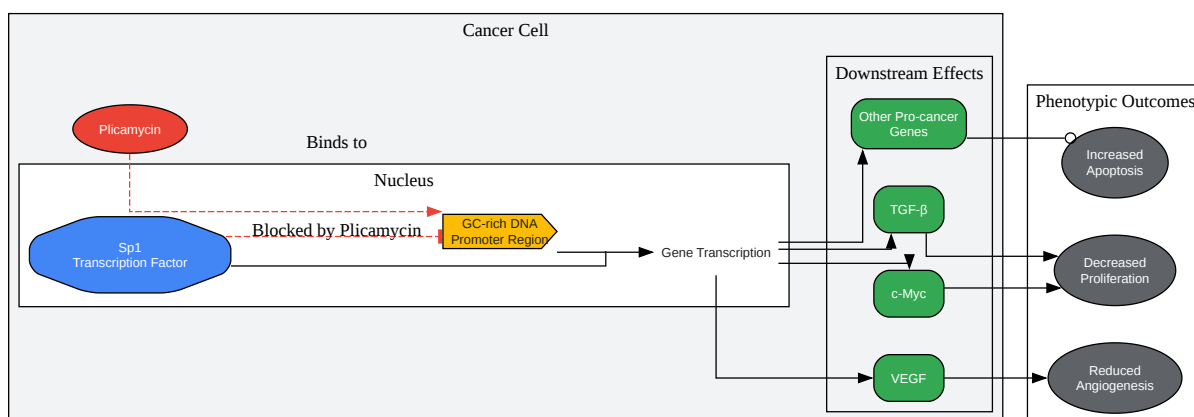 Cancer Cell
Downstream Effects
Phenotypic Outcomes
Plicamycin
Other Pro-cancer
Genes
Binds to
Increased
Apoptosis
Nucleus
TGF-β
Blocked by Plicamycin
GC-rich DNA
Promoter Region
Sp1
Transcription Factor
Gene Transcription
Decreased
Proliferation
c-Myc
VEGF
Reduced
Angiogenesis